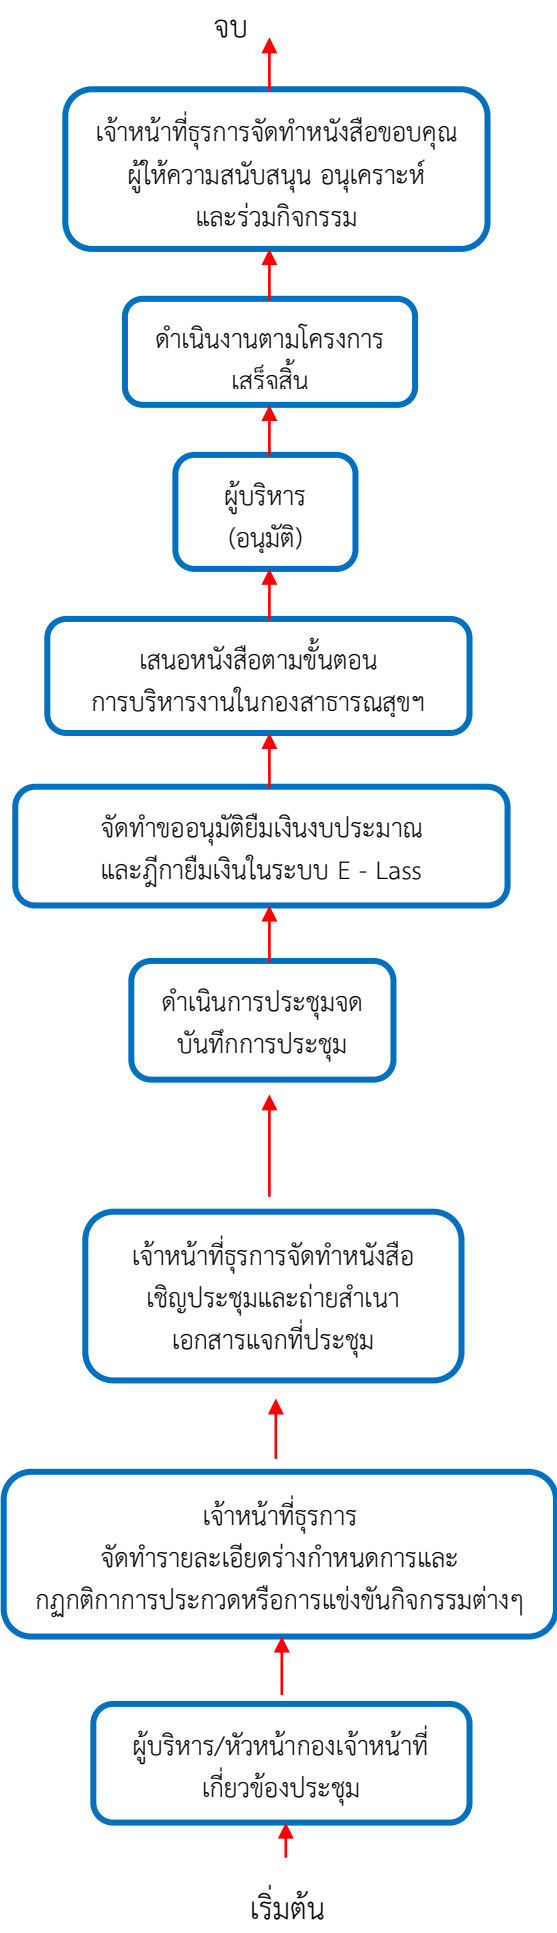 จบ
เจ้าหน้าที่ธุรการจัดทำหนังสือขอบคุณ
ผู้ให้ความสนับสนุน อนุเคราะห์
และร่วมกิจกรรม
ดำเนินงานตามโครงการ
เสร็จสิ้น
ผู้บริหาร
(อนุมัติ)
เสนอหนังสือตามขั้นตอน
การบริหารงานในกองสาธารณสุขฯ
จัดทำขออนุมัติยืมเงินงบประมาณ
และฎีกายืมเงินในระบบ E - Lass
ดำเนินการประชุมจด
บันทึกการประชุม
เจ้าหน้าที่ธุรการจัดทำหนังสือ
เชิญประชุมและถ่ายสำเนา
เอกสารแจกที่ประชุม
เจ้าหน้าที่ธุรการ
จัดทำรายละเอียดร่างกำหนดการและ
กฏกติกาการประกวดหรือการแข่งขันกิจกรรมต่างๆ
ผู้บริหาร/หัวหน้ากองเจ้าหน้าที่
เกี่ยวข้องประชุม
เริ่มต้น